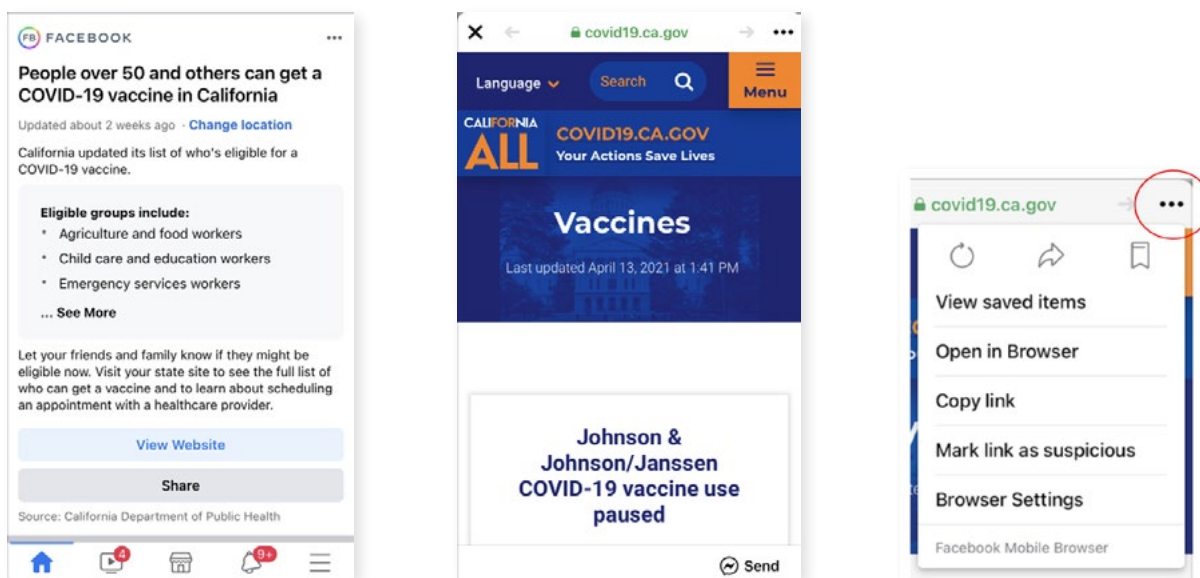 FB FACEBOOK
People over 50 and others can get a
COVID-19 vaccine in California
Updated about 2 weeks ago · Change location
California updated its list of who's eligible for a
COVID-19 vaccine.
Eligible groups include:
* Agriculture and food workers
* Child care and education workers
* Emergency services workers
... See More
Let your friends and family know if they might be
eligible now. Visit your state site to see the full list of
who can get a vaccine and to learn about scheduling
an appointment with a healthcare provider.
View Website
Share
Source: California Department of Public Health
4
9+
covid19.ca.gov
Language
Search
Menu
CALIFORNIA
ALL
COVID19.CA.GOV
Your Actions Save Lives
Vaccines
Last updated April 13, 2021 at 1:41 PM
Johnson &
Johnson/Janssen
COVID-19 vaccine use
paused
Send
covid19.ca.gov
View saved items
Open in Browser
Copy link
Mark link as suspicious
Browser Settings
Facebook Mobile Browser